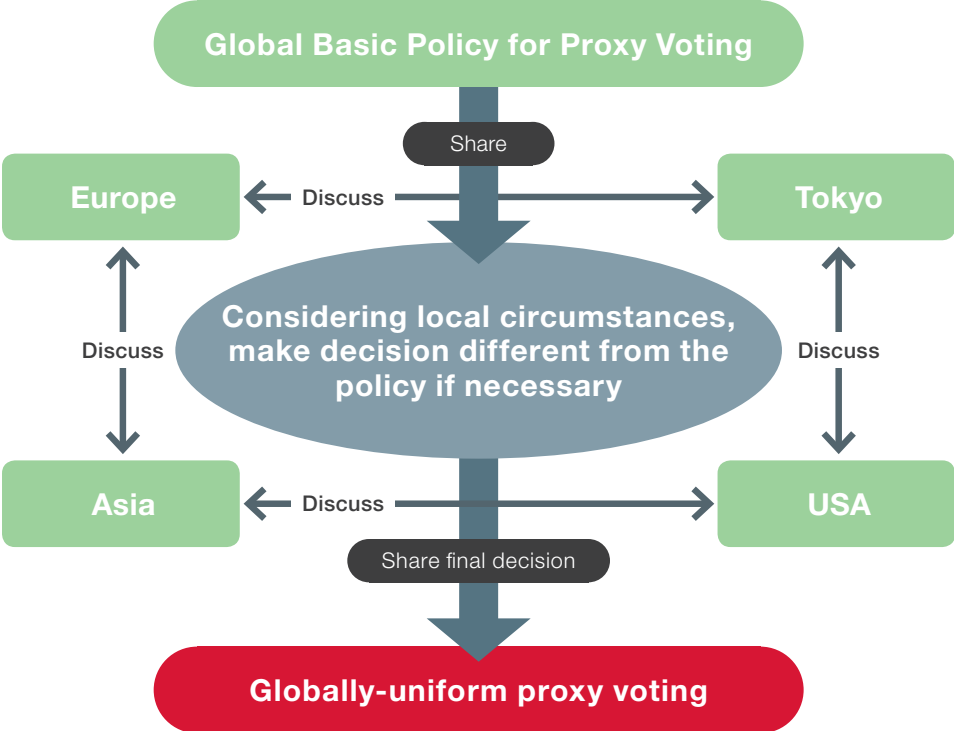 Global Basic Policy for Proxy Voting
Share
Europe
Discuss
Tokyo
Considering local circumstances,
make decision different from the
policy if necessary
Discuss
Discuss
Asia
Discuss
USA
Share final decision
Globally-uniform proxy voting